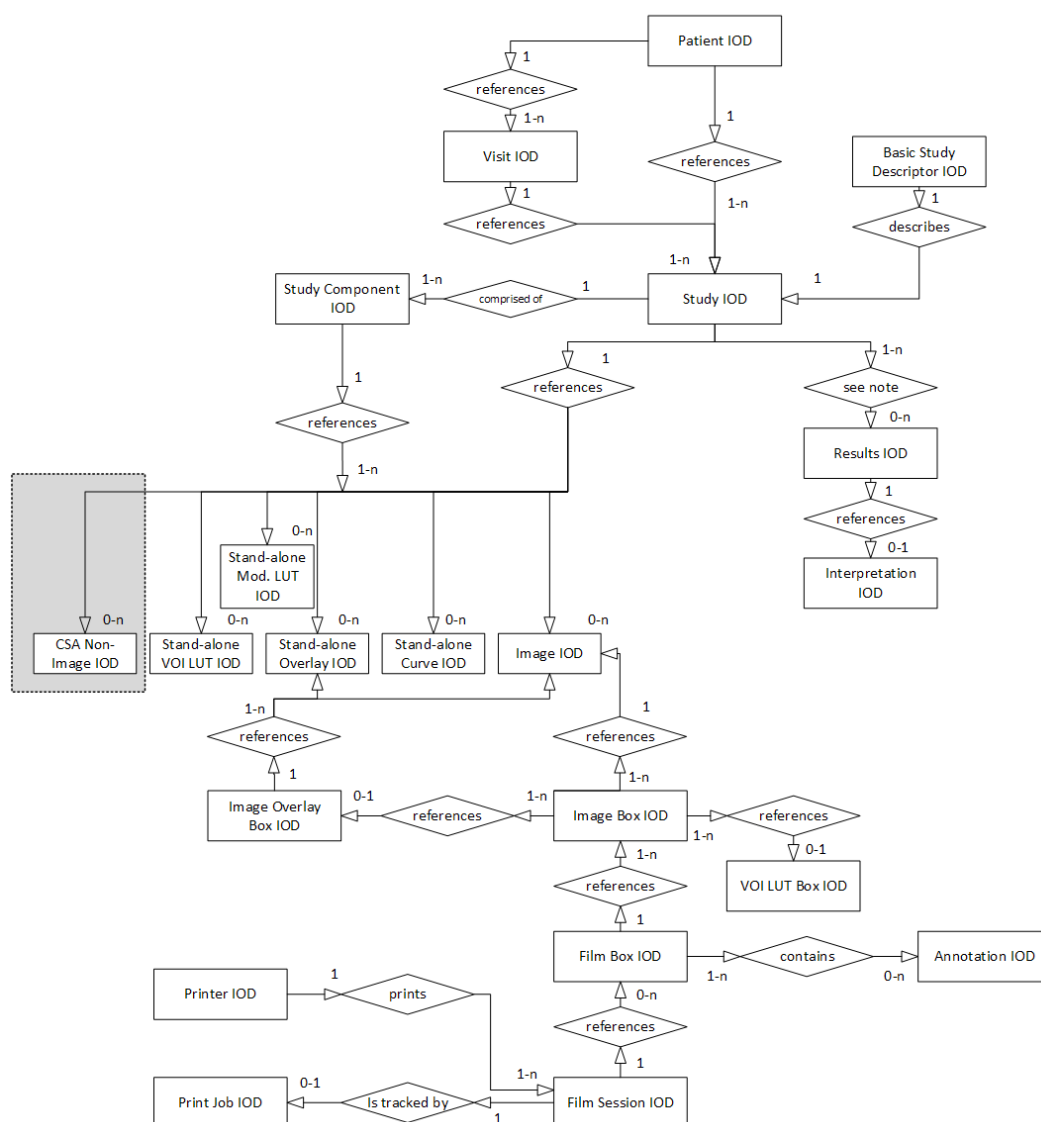 Patient IOD
1
references
1
1-n
Visit IOD
references
Basic Study
Descriptor IOD
1
1
references
1-n
describes
1-n
1-n
1
1
Study Component
IOD
comprised of
Study IOD
1
1-n
1
references
see note
references
0-n
1-n
Results IOD
1
references
0-n
0-1
Stand-alone
Mod. LUT
IOD
Interpretation
IOD
0-n
0-n
0-n
0-n
0-n
CSA Non-
Image IOD
Stand-alone
VOI LUT IOD
Stand-alone
Overlay IOD
Stand-alone
Curve IOD
Image IOD
1-n
1
references
references
1
1-n
0-1
1-n
Image Overlay
Box IOD
references
Image Box IOD
references
1-n
0-1
1-n
VOI LUT Box IOD
references
1
Film Box IOD
contains
Annotation IOD
1-n
0-n
1
Printer IOD
prints
0-n
references
1
1-n
0-1
Print Job IOD
Is tracked by
Film Session IOD
1